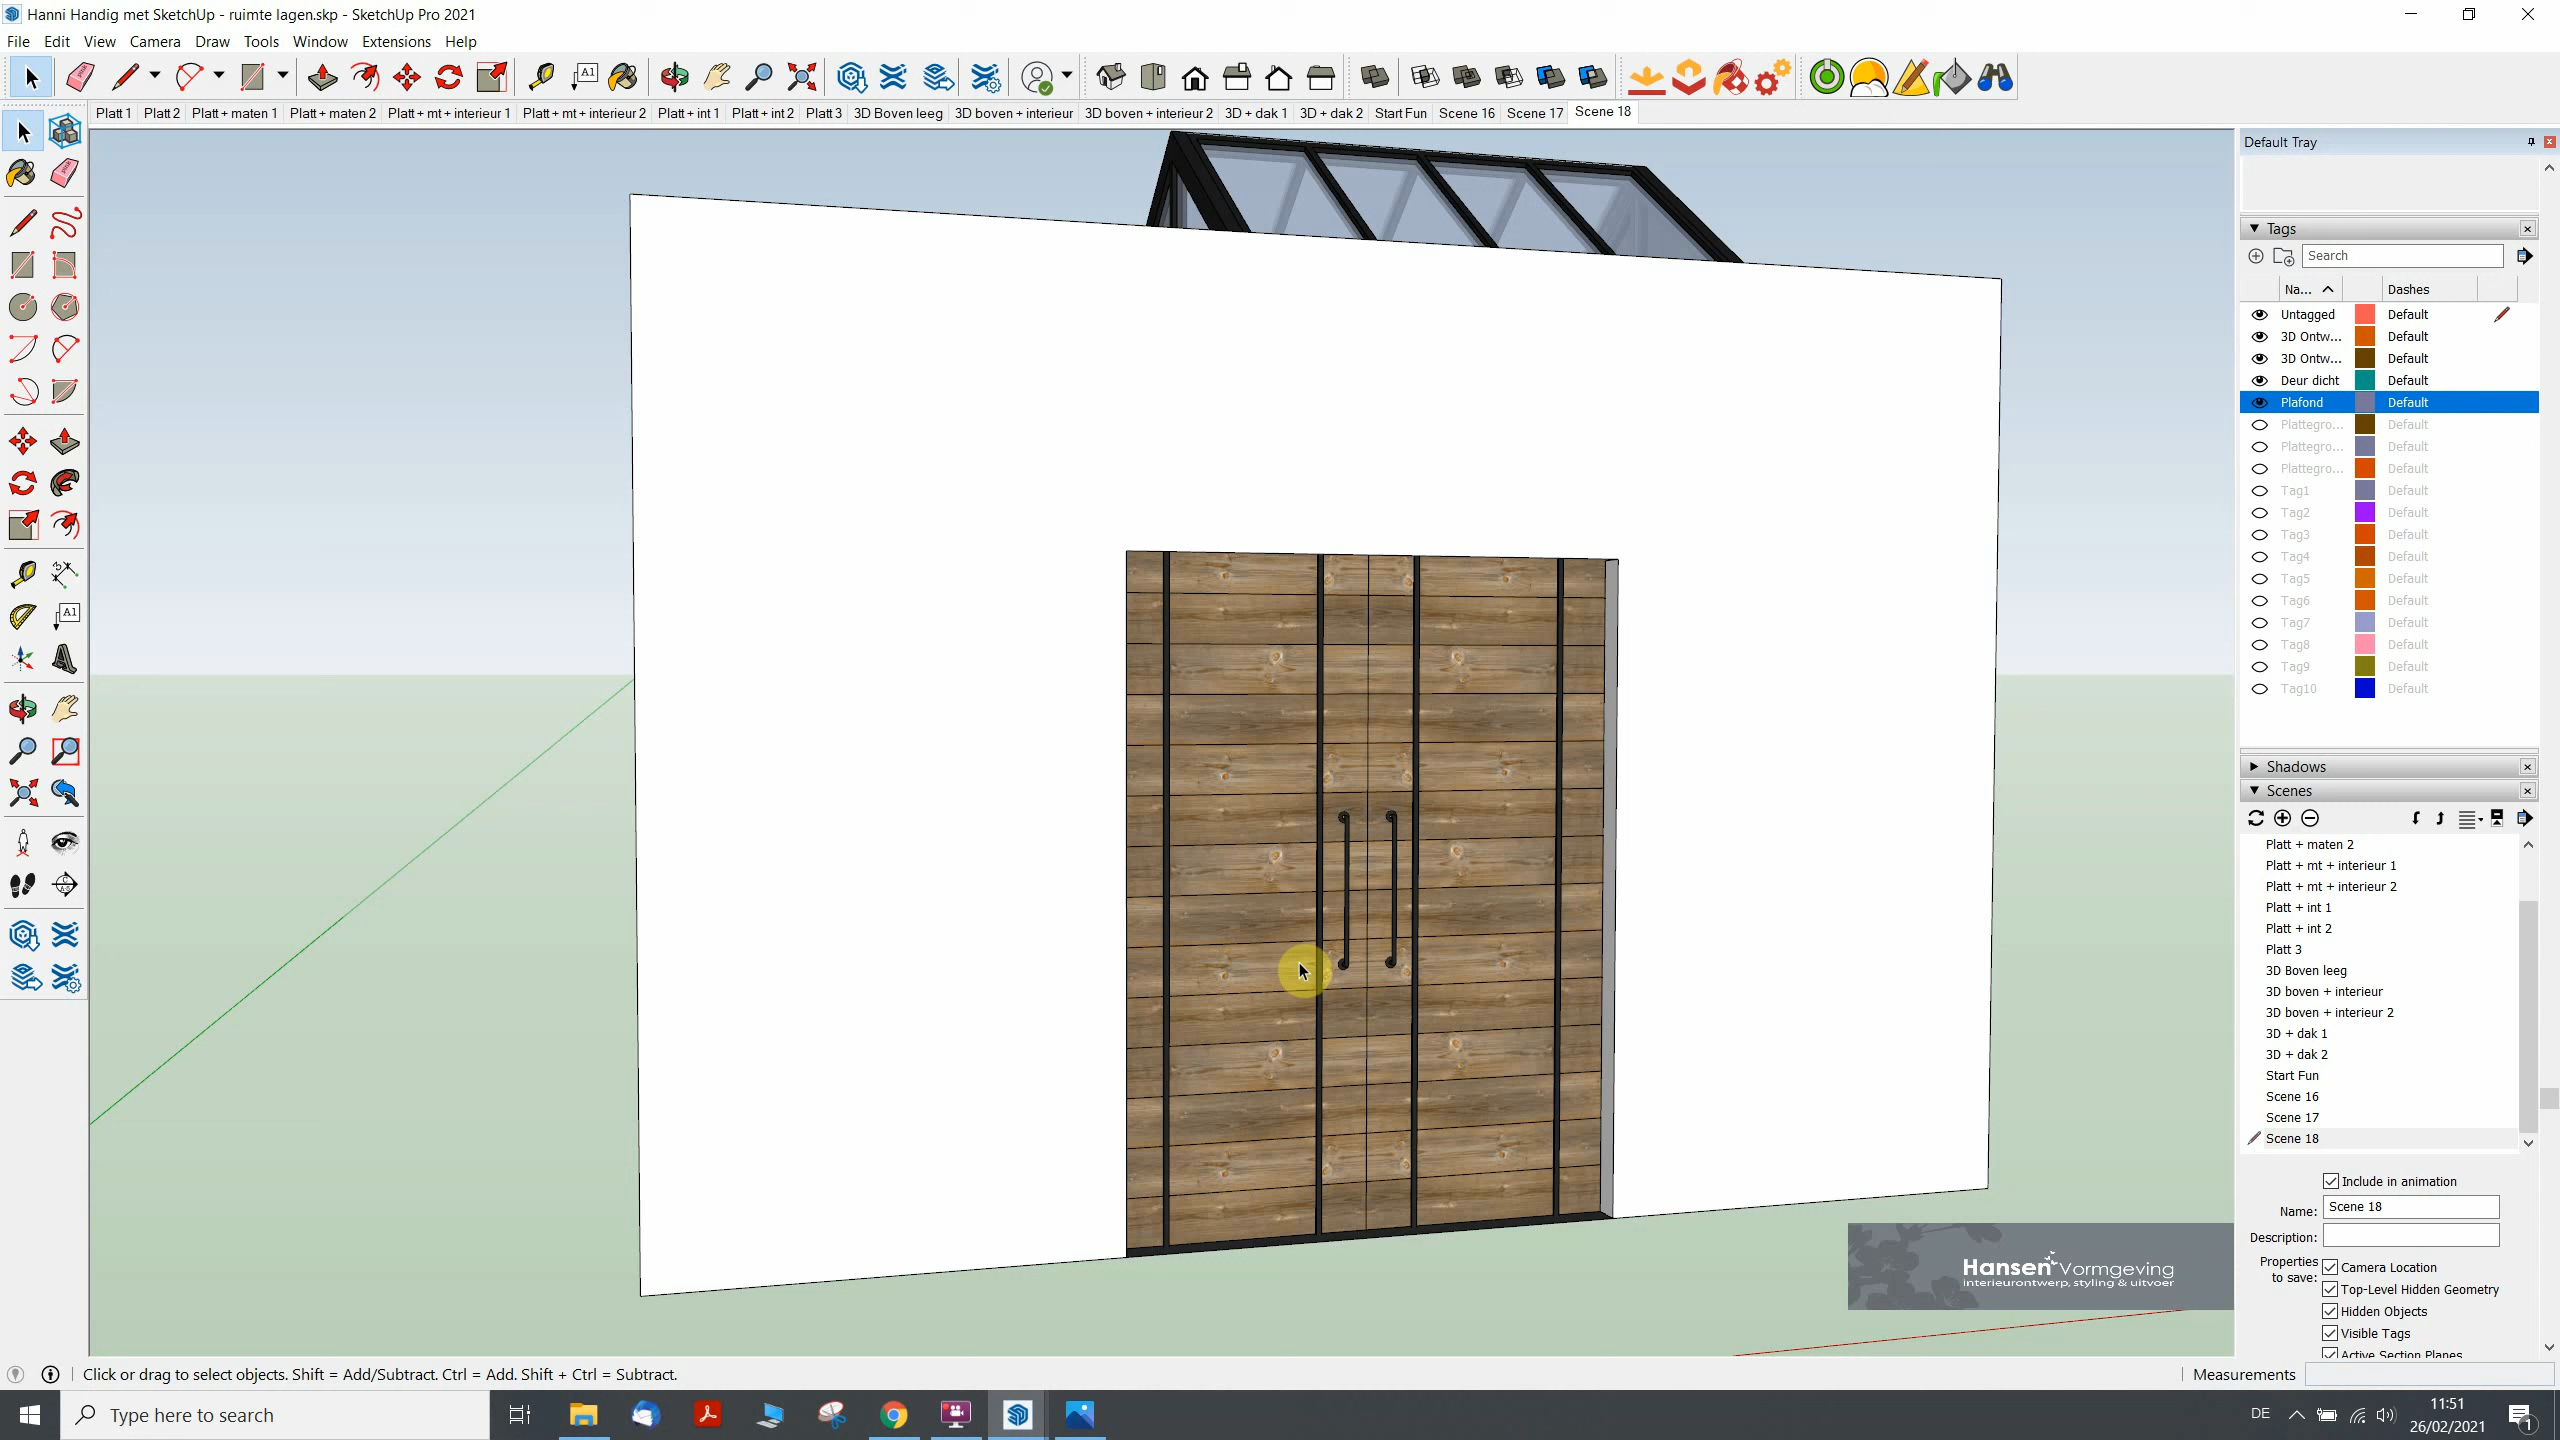 Hanni Handig met SketchUp - ruimte lagen.skp - SketchUp Pro 2021
File Edit View Camera Draw Tools Window Extensions Help
Platt 1 Platt 2 Platt + maten 1 Platt + maten 2 Platt + mt + interieur 1 Platt + mt + interieur 2 Platt + int 1 Platt + int 2 Platt 3 3D Boven leeg 3D boven + interieur 3D boven + interieur 2 3D + dak 1 3D + dak 2 Start Fun Scene 16 Scene 17 Scene 18
Default Tray
Tags
Search
Na... Dashes
Untagged Default
3D Ontw... Default
3D Ontw... Default
Deur dicht Default
Plafond Default
Plattegro... Default
Plattegro... Default
Plattegro... Default
Tag1 Default
Tag2 Default
Tag3 Default
Tag4 Default
Tag5 Default
Tag6 Default
Tag7 Default
Tag8 Default
Tag9 Default
Tag10 Default
Shadows
Scenes
Platt + maten 2
Platt + mt + interieur 1
Platt + mt + interieur 2
Platt + int 1
Platt + int 2
Platt 3
3D Boven leeg
3D boven + interieur
3D boven + interieur 2
3D + dak 1
3D + dak 2
Start Fun
Scene 16
Scene 17
Scene 18
Include in animation
Name: Scene 18
Description:
Properties to save:
Camera Location
Top-Level Hidden Geometry
Hidden Objects
Visible Tags
Active Section Planes
Hansen Vormgeving
interieurontwerp, styling & uitvoer
Click or drag to select objects. Shift = Add/Subtract. Ctrl = Add. Shift + Ctrl = Subtract.
Measurements
Type here to search
DE
11:51
26/02/2021
1
A1
A1